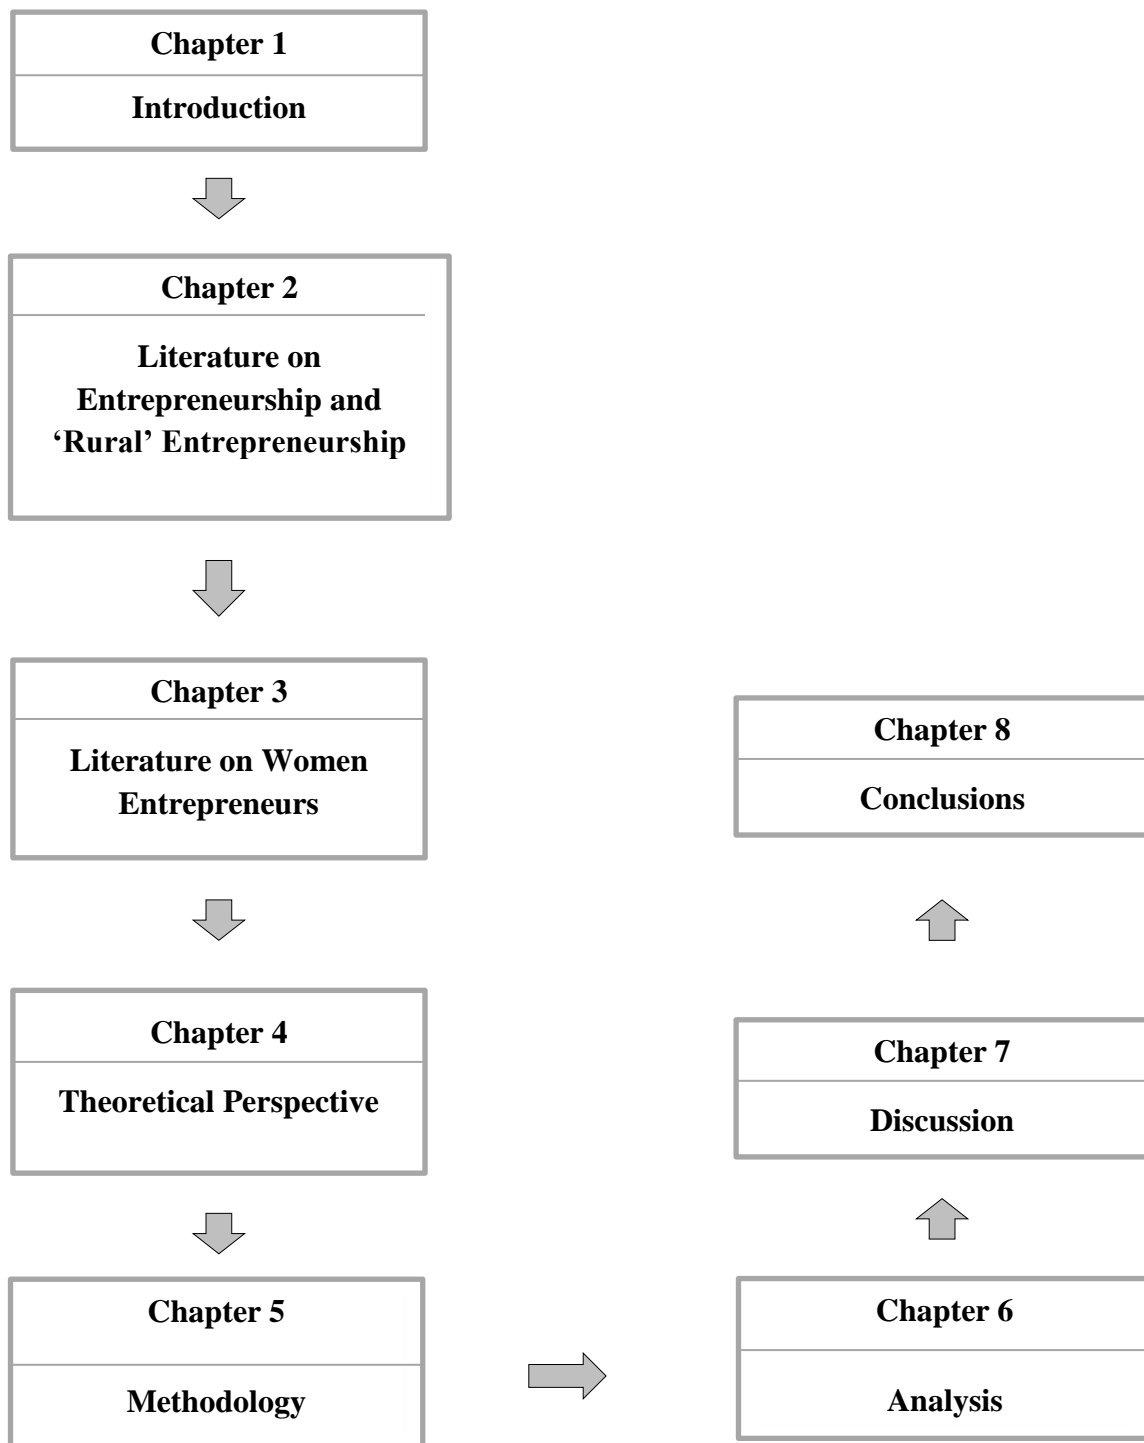 Chapter 1
Introduction
Chapter 2
Literature on
Entrepreneurship and
‘Rural’ Entrepreneurship
Chapter 3
Literature on Women
Entrepreneurs
Chapter 4
Theoretical Perspective
Chapter 5
Methodology
Chapter 6
Analysis
Chapter 7
Discussion
Chapter 8
Conclusions